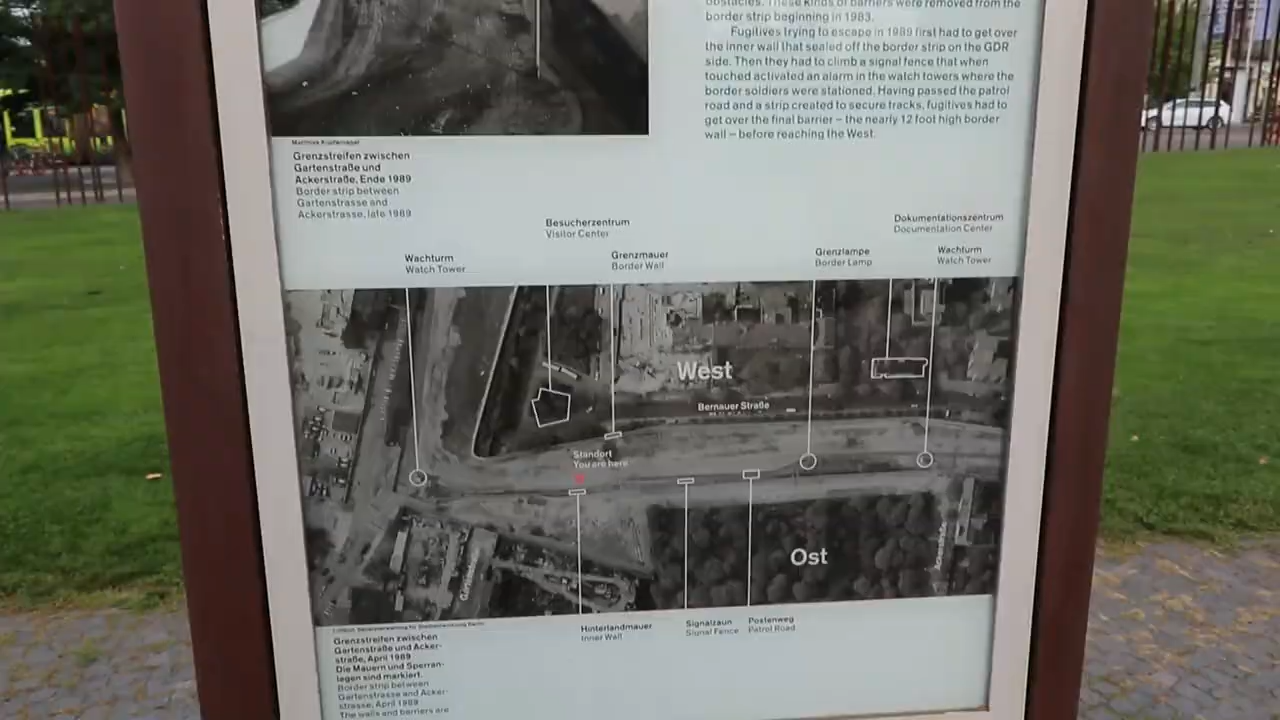 obstacles. These kinds of barriers were removed from the
border strip beginning in 1983.
Fugitives trying to escape in 1989 first had to get over
the inner wall that sealed off the border strip on the GDR
side. Then they had to climb a signal fence that when
touched activated an alarm in the watch towers where the
border soldiers were stationed. Having passed the patrol
road and a strip created to secure tracks, fugitives had to
get over the final barrier – the nearly 12 foot high border
wall – before reaching the West.
Grenzstreifen zwischen
Gartenstraße und
Ackerstraße, Ende 1989
Border strip between
Gartenstrasse and
Ackerstrasse, late 1989
Besucherzentrum
Visitor Center
Dokumentationszentrum
Documentation Center
Wachturm
Watch Tower
Grenzmauer
Border Wall
Grenzlampe
Border Lamp
Wachturm
Watch Tower
West
Bernauer Straße
Standort
You are here
Ost
Gartenstraße
Ackerstraße
Hinterlandmauer
Inner Wall
Signalzaun
Signal Fence
Postenweg
Patrol Road
Grenzstreifen zwischen
Gartenstraße und Acker-
straße, April 1989
Die Mauern und Sperran-
lagen sind markiert.
Border strip between
Gartenstrasse and Acker-
strasse, April 1989
The walls and barriers are